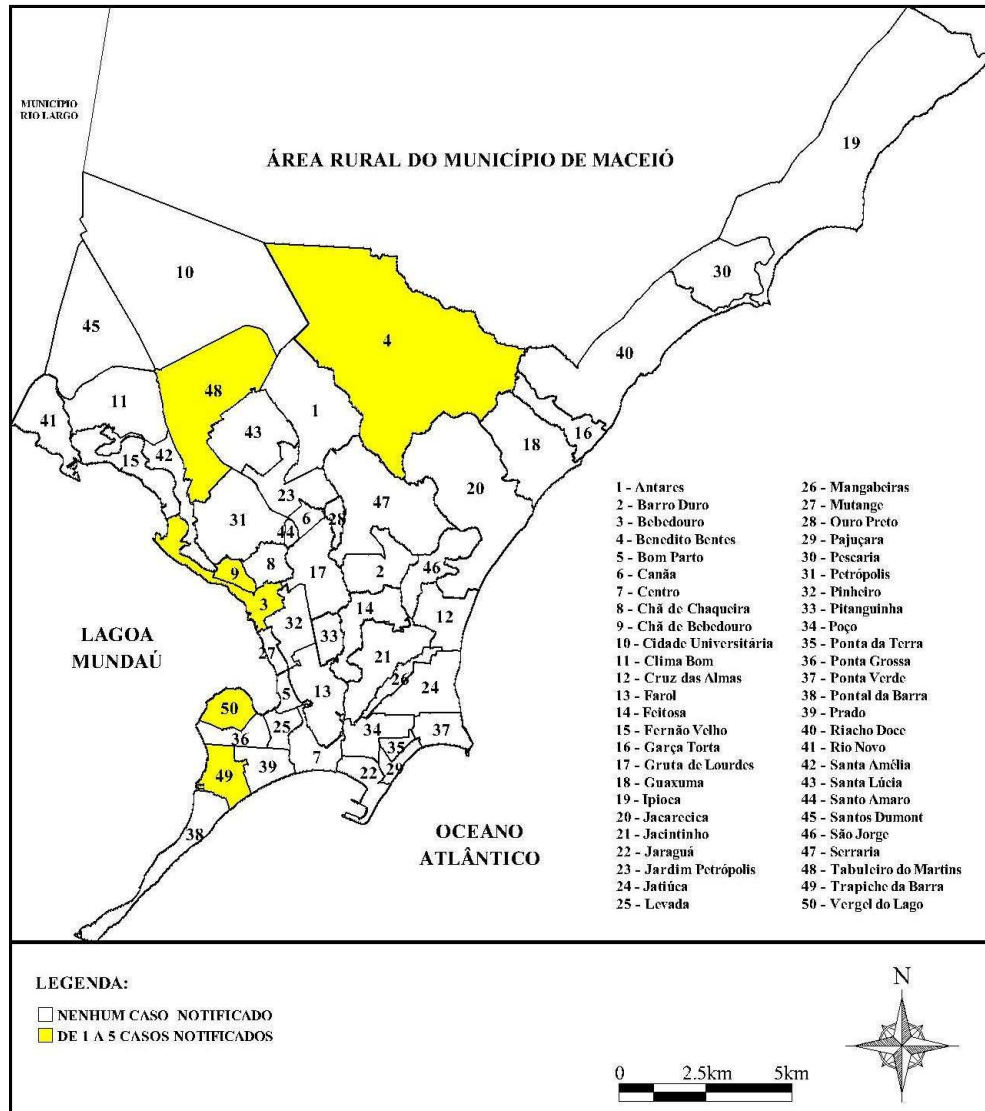 MUNICÍPIO
RIO LARGO
ÁREA RURAL DO MUNICÍPIO DE MACEIÓ
19
30
10
45
4
40
48
11
1
41
43
16
18
15
42
20
23
47
31
6
28
44
46
8
17
2
9
3
14
12
32
33
LAGOA
MUNDAÚ
27
21
26
24
5
13
50
25
36
34
37
35
7
49
39
22
29
38
OCEANO
ATLÂNTICO
1 - Antares
2 - Barro Duro
3 - Bebedouro
4 - Benedito Bentes
5 - Bom Parto
6 - Canãa
7 - Centro
8 - Chã de Chaqueira
9 - Chã de Bebedouro
10 - Cidade Universitária
11 - Clima Bom
12 - Cruz das Almas
13 - Farol
14 - Feitosa
15 - Fernão Velho
16 - Garça Torta
17 - Gruta de Lourdes
18 - Guaxuma
19 - Ipioca
20 - Jacarecica
21 - Jacintinho
22 - Jaraguá
23 - Jardim Petrópolis
24 - Jatiúca
25 - Levada
26 - Mangabeiras
27 - Mutange
28 - Ouro Preto
29 - Pajuçara
30 - Pescaria
31 - Petrópolis
32 - Pinheiro
33 - Pitanguinha
34 - Poço
35 - Ponta da Terra
36 - Ponta Grossa
37 - Ponta Verde
38 - Pontal da Barra
39 - Prado
40 - Riacho Doce
41 - Rio Novo
42 - Santa Amélia
43 - Santa Lúcia
44 - Santo Amaro
45 - Santos Dumont
46 - São Jorge
47 - Serraria
48 - Tabuleiro do Martins
49 - Trapiche da Barra
50 - Vergel do Lago
LEGENDA:
NENHUM CASO NOTIFICADO
DE 1 A 5 CASOS NOTIFICADOS
N
0 2.5km 5km